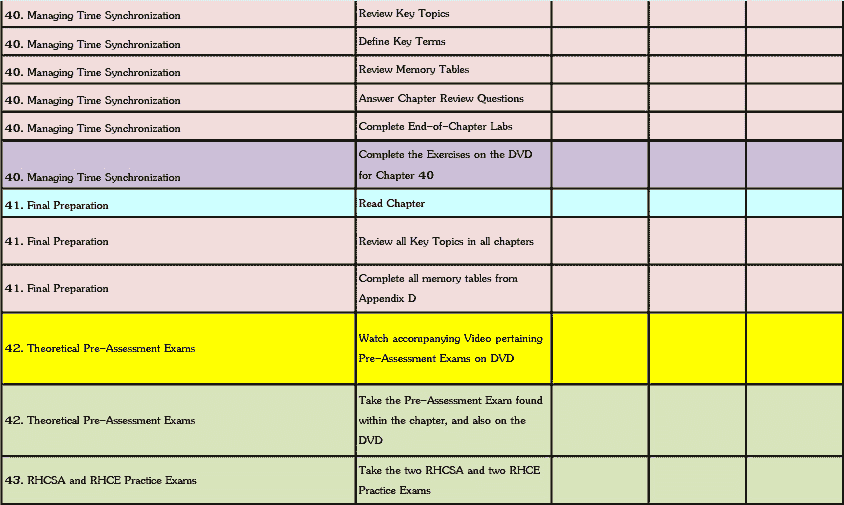 40. Managing Time Synchronization
Review Key Topics
40. Managing Time Synchronization
Define Key Terms
40. Managing Time Synchronization
Review Memory Tables
40. Managing Time Synchronization
Answer Chapter Review Questions
40. Managing Time Synchronization
Complete End-of-Chapter Labs
40. Managing Time Synchronization
Complete the Exercises on the DVD
for Chapter 40
41. Final Preparation
Read Chapter
41. Final Preparation
Review all Key Topics in all chapters
41. Final Preparation
Complete all memory tables from
Appendix D
42. Theoretical Pre-Assessment Exams
Watch accompanying Video pertaining
Pre-Assessment Exams on DVD
42. Theoretical Pre-Assessment Exams
Take the Pre-Assessment Exam found
within the chapter, and also on the
DVD
43. RHCSA and RHCE Practice Exams
Take the two RHCSA and two RHCE
Practice Exams